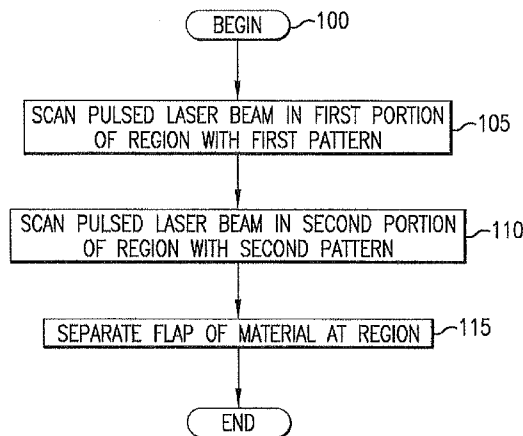 BEGIN
100
SCAN PULSED LASER BEAM IN FIRST PORTION
OF REGION WITH FIRST PATTERN
105
SCAN PULSED LASER BEAM IN SECOND PORTION
OF REGION WITH SECOND PATTERN
110
SEPARATE FLAP OF MATERIAL AT REGION
115
END